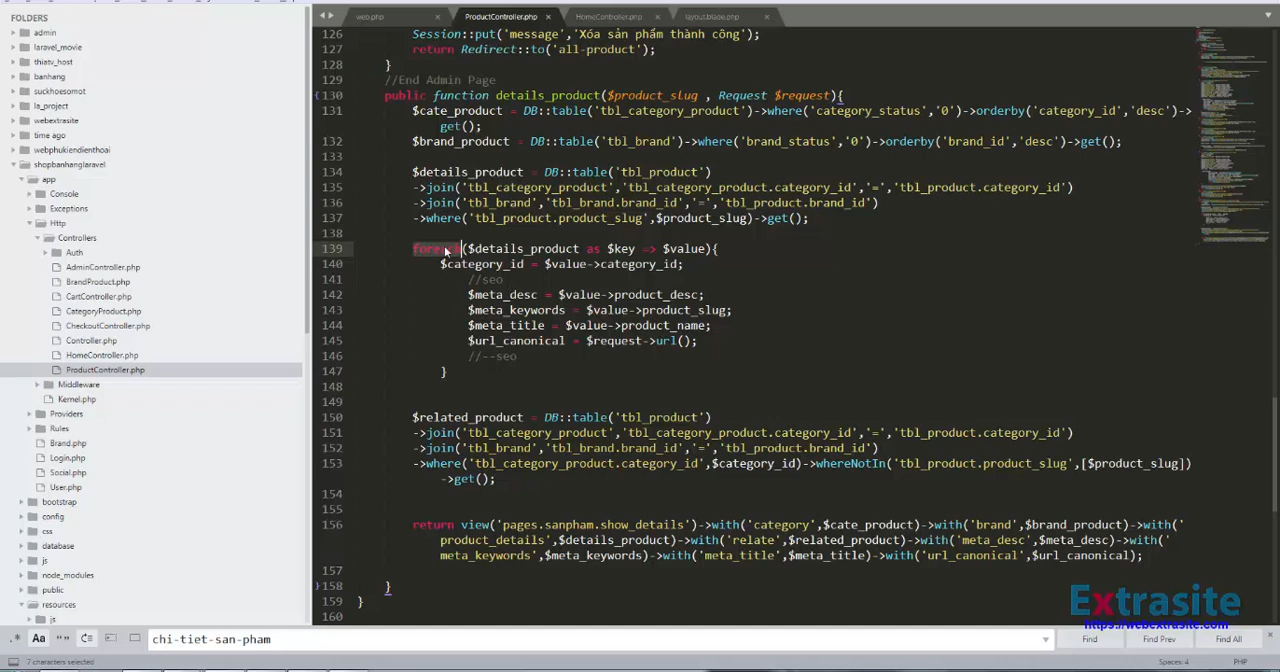 FOLDERS
admin
laravel_movie
thiatv_host
banhang
suckhoesomot
la_project
webextrasite
time ago
webphukiendienthoai
shopbanhanglaravel
app
Console
Exceptions
Http
Controllers
Auth
AdminController.php
BrandProduct.php
CartController.php
CategoryProduct.php
CheckoutController.php
Controller.php
HomeController.php
ProductController.php
Middleware
Kernel.php
Providers
Rules
Brand.php
Login.php
Social.php
User.php
bootstrap
config
css
database
js
node_modules
public
resources
js
web.php × ProductController.php × HomeController.php × layout.blade.php ×
126 Session::put('message','Xóa sản phẩm thành công');
127 return Redirect::to('all-product');
128 }
129 //End Admin Page
130 public function details_product($product_slug , Request $request){
131 $cate_product = DB::table('tbl_category_product')->where('category_status','0')->orderby('category_id','desc')->
get();
132 $brand_product = DB::table('tbl_brand')->where('brand_status','0')->orderby('brand_id','desc')->get();
133
134 $details_product = DB::table('tbl_product')
135 ->join('tbl_category_product','tbl_category_product.category_id','=','tbl_product.category_id')
136 ->join('tbl_brand','tbl_brand.brand_id','=','tbl_product.brand_id')
137 ->where('tbl_product.product_slug',$product_slug)->get();
138
139 foreach($details_product as $key => $value){
140 $category_id = $value->category_id;
141 //seo
142 $meta_desc = $value->product_desc;
143 $meta_keywords = $value->product_slug;
144 $meta_title = $value->product_name;
145 $url_canonical = $request->url();
146 //--seo
147 }
148
149
150 $related_product = DB::table('tbl_product')
151 ->join('tbl_category_product','tbl_category_product.category_id','=','tbl_product.category_id')
152 ->join('tbl_brand','tbl_brand.brand_id','=','tbl_product.brand_id')
153 ->where('tbl_category_product.category_id',$category_id)->whereNotIn('tbl_product.product_slug',[$product_slug])
->get();
154
155
156 return view('pages.sanpham.show_details')->with('category',$cate_product)->with('brand',$brand_product)->with('
product_details',$details_product)->with('relate',$related_product)->with('meta_desc',$meta_desc)->with('
meta_keywords',$meta_keywords)->with('meta_title',$meta_title)->with('url_canonical',$url_canonical);
157
158 }
159 }
160
Extrasite
https://webextrasite.com
.* Aa "" chi-tiet-san-pham Find Find Prev Find All
7 characters selected Spaces: 4 PHP